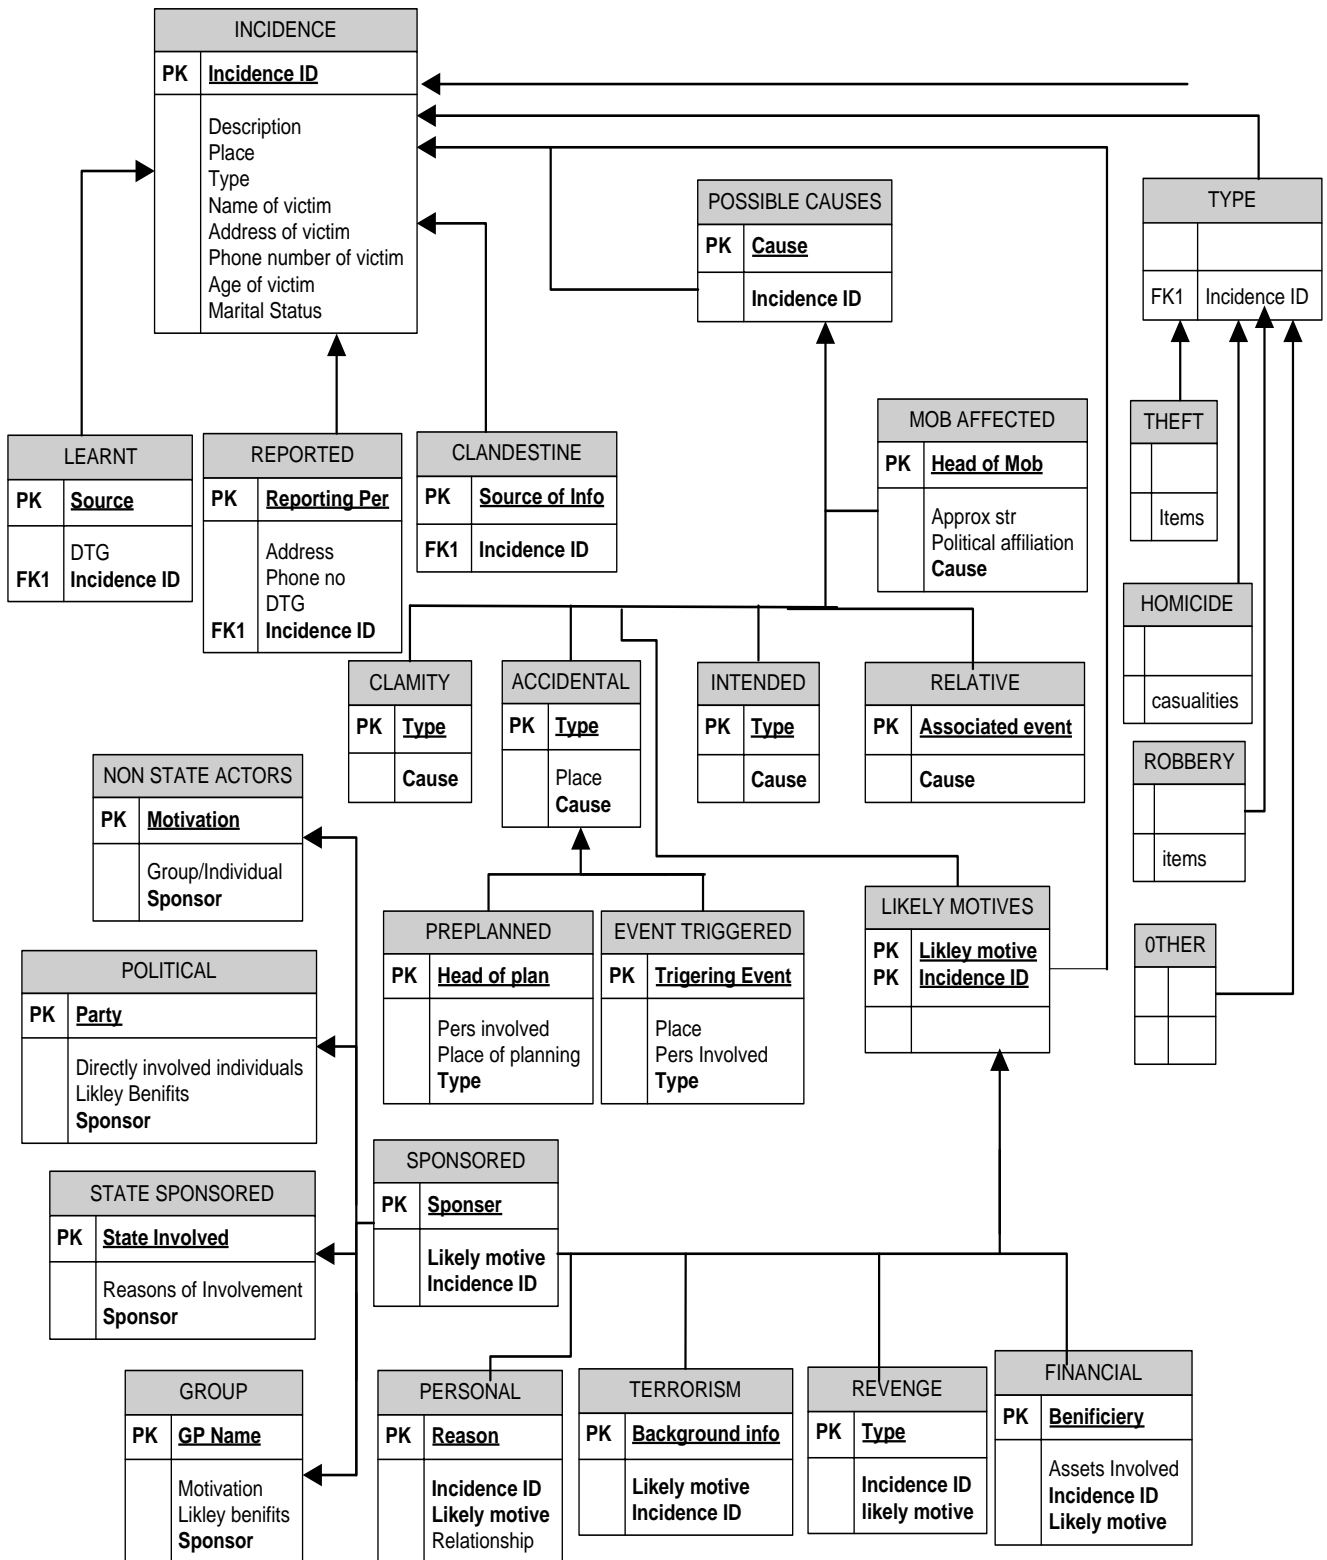 INCIDENCE
PK Incidence ID
Description
Place
Type
Name of victim
Address of victim
Phone number of victim
Age of victim
Marital Status
POSSIBLE CAUSES
PK Cause
Incidence ID
TYPE
FK1 Incidence ID
LEARNT
PK Source
DTG
FK1 Incidence ID
REPORTED
PK Reporting Per
Address
Phone no
DTG
FK1 Incidence ID
CLANDESTINE
PK Source of Info
FK1 Incidence ID
MOB AFFECTED
PK Head of Mob
Approx str
Political affiliation
Cause
THEFT
Items
HOMICIDE
casualities
ROBBERY
items
0THER
CLAMITY
PK Type
Cause
ACCIDENTAL
PK Type
Place
Cause
INTENDED
PK Type
Cause
RELATIVE
PK Associated event
Cause
NON STATE ACTORS
PK Motivation
Group/Individual
Sponsor
PREPLANNED
PK Head of plan
Pers involved
Place of planning
Type
EVENT TRIGGERED
PK Trigering Event
Place
Pers Involved
Type
LIKELY MOTIVES
PK Likley motive
PK Incidence ID
POLITICAL
PK Party
Directly involved individuals
Likley Benifits
Sponsor
STATE SPONSORED
PK State Involved
Reasons of Involvement
Sponsor
SPONSORED
PK Sponser
Likely motive
Incidence ID
GROUP
PK GP Name
Motivation
Likley benifits
Sponsor
PERSONAL
PK Reason
Incidence ID
Likely motive
Relationship
TERRORISM
PK Background info
Likely motive
Incidence ID
REVENGE
PK Type
Incidence ID
likely motive
FINANCIAL
PK Benificiery
Assets Involved
Incidence ID
Likely motive